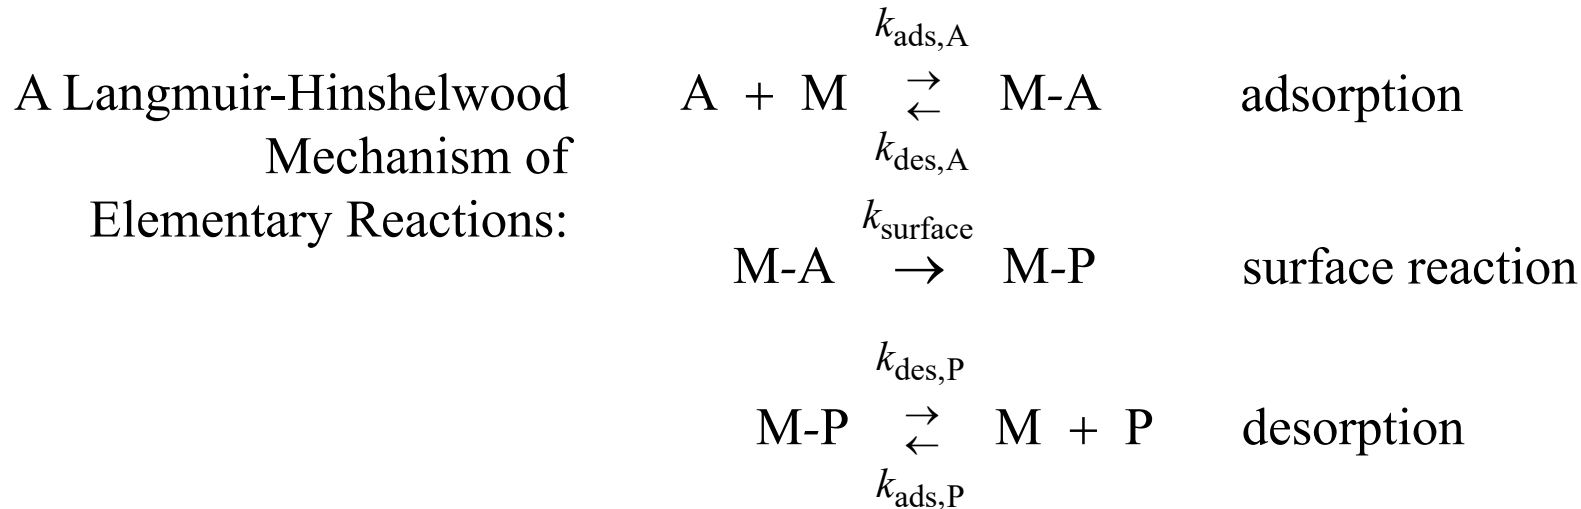 k_ads,A
A Langmuir-Hinshelwood A + M ⇄ M-A adsorption
Mechanism of k_des,A
Elementary Reactions: k_surface
M-A → M-P surface reaction
k_des,P
M-P ⇄ M + P desorption
k_ads,P